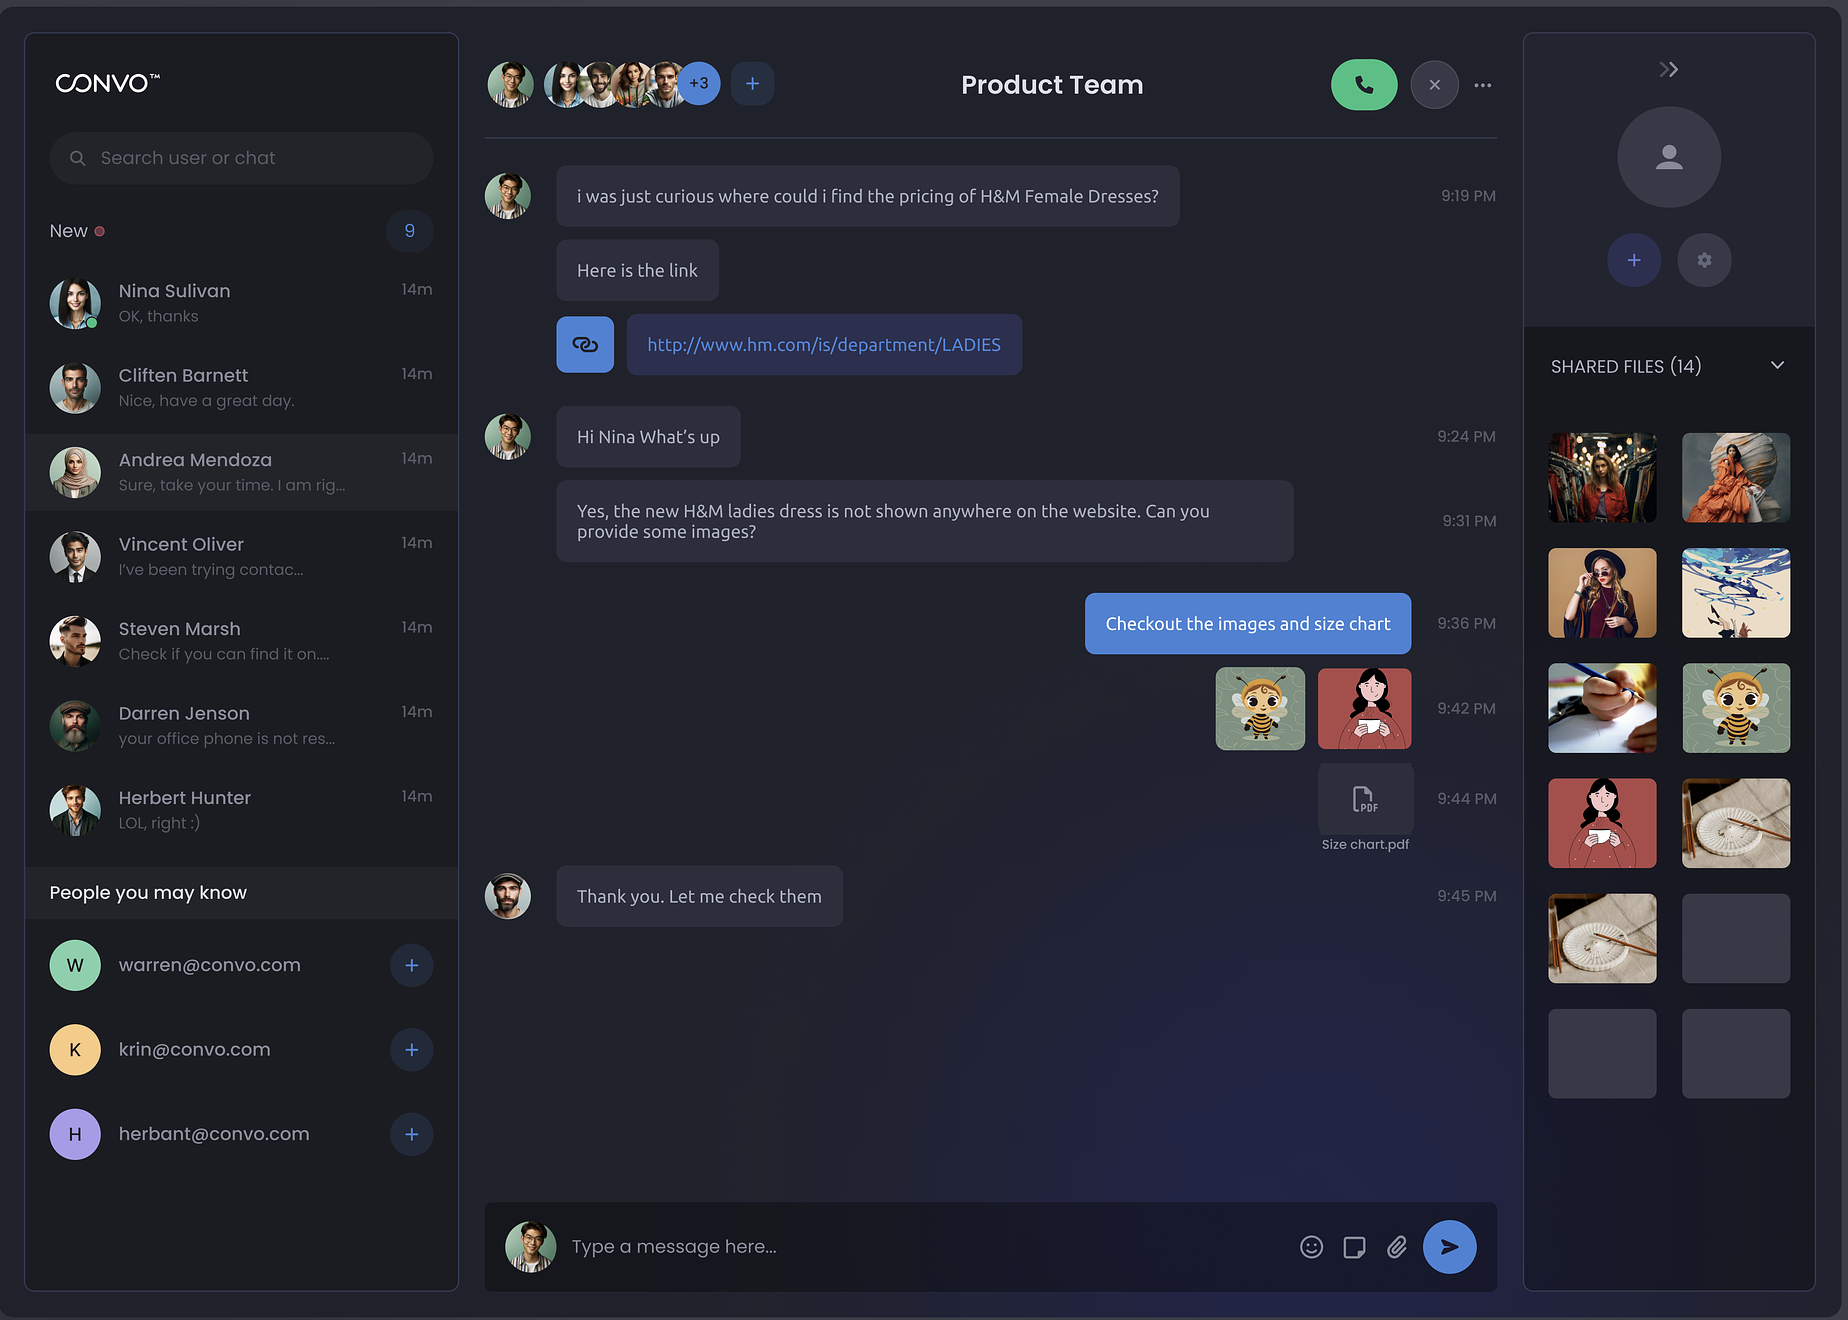 CONVO™
Search user or chat
New
9
Nina Sulivan
14m
OK, thanks
Cliften Barnett
14m
Nice, have a great day.
Andrea Mendoza
14m
Sure, take your time. I am rig...
Vincent Oliver
14m
I've been trying contac...
Steven Marsh
14m
Check if you can find it on....
Darren Jenson
14m
your office phone is not res...
Herbert Hunter
14m
LOL, right :)
People you may know
W
warren@convo.com
+
K
krin@convo.com
+
H
herbant@convo.com
+
+3
+
Product Team
i was just curious where could i find the pricing of H&M Female Dresses?
9:19 PM
Here is the link
http://www.hm.com/is/department/LADIES
Hi Nina What's up
9:24 PM
Yes, the new H&M ladies dress is not shown anywhere on the website. Can you
provide some images?
9:31 PM
Checkout the images and size chart
9:36 PM
9:42 PM
PDF
9:44 PM
Size chart.pdf
Thank you. Let me check them
9:45 PM
Type a message here...
+
SHARED FILES (14)